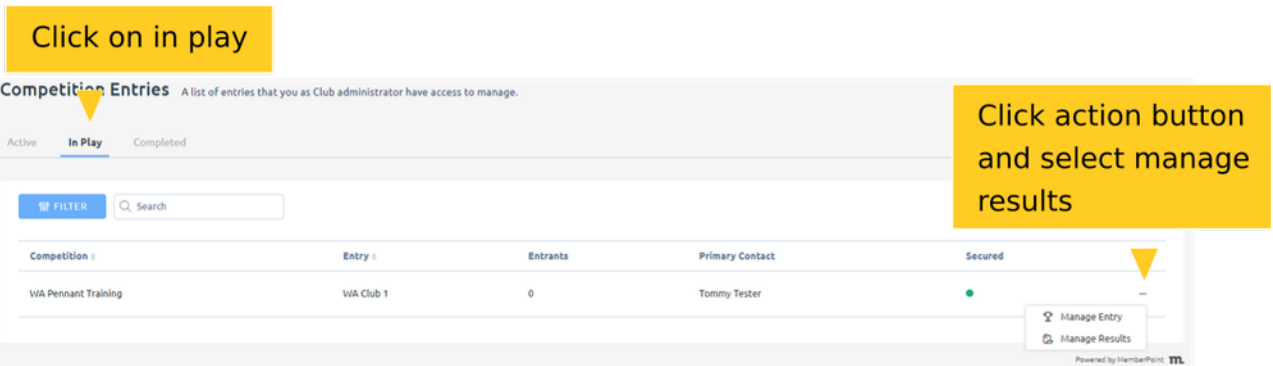 Click on in play
Competition Entries A list of entries that you as Club administrator have access to manage.
Click action button
and select manage
results
Active In Play Completed
FILTER Search
Competition Entry Entrants Primary Contact Secured
WA Pennant Training WA Club 1 0 Tommy Tester
Manage Entry
Manage Results
Powered by MemberPoint m.